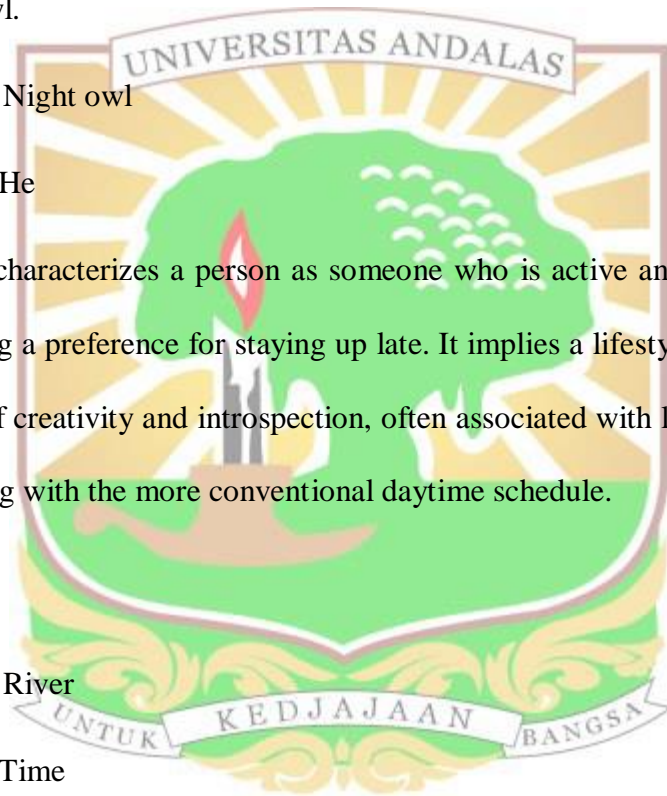 vl.
UNIVERSITAS ANDALAS
Night owl
He
characterizes a person as someone who is active an
g a preference for staying up late. It implies a lifesty
f creativity and introspection, often associated with l
g with the more conventional daytime schedule.
River
UNTUK KEDJAJAAN BANGSA
Time